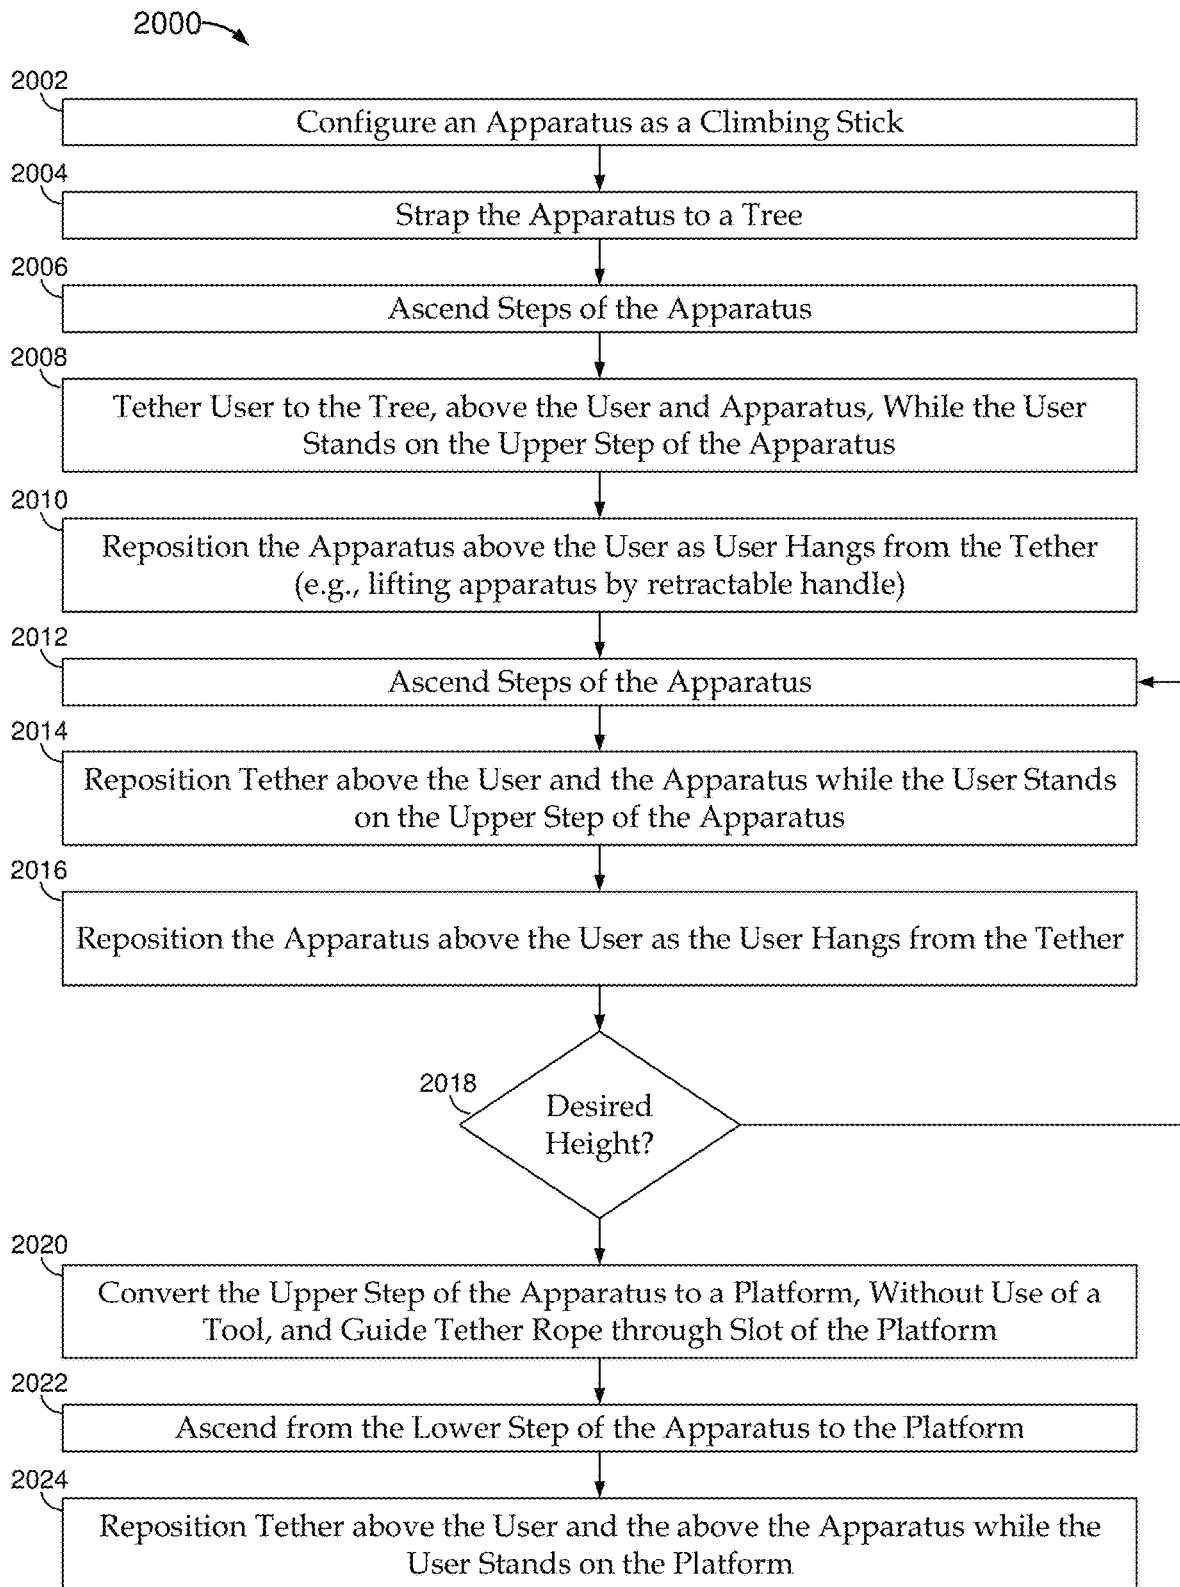 2000
2002
Configure an Apparatus as a Climbing Stick
2004
Strap the Apparatus to a Tree
2006
Ascend Steps of the Apparatus
2008
Tether User to the Tree, above the User and Apparatus, While the User
Stands on the Upper Step of the Apparatus
2010
Reposition the Apparatus above the User as User Hangs from the Tether
(e.g., lifting apparatus by retractable handle)
2012
Ascend Steps of the Apparatus
2014
Reposition Tether above the User and the Apparatus while the User Stands
on the Upper Step of the Apparatus
2016
Reposition the Apparatus above the User as the User Hangs from the Tether
2018
Desired
Height?
2020
Convert the Upper Step of the Apparatus to a Platform, Without Use of a
Tool, and Guide Tether Rope through Slot of the Platform
2022
Ascend from the Lower Step of the Apparatus to the Platform
2024
Reposition Tether above the User and the above the Apparatus while the
User Stands on the Platform